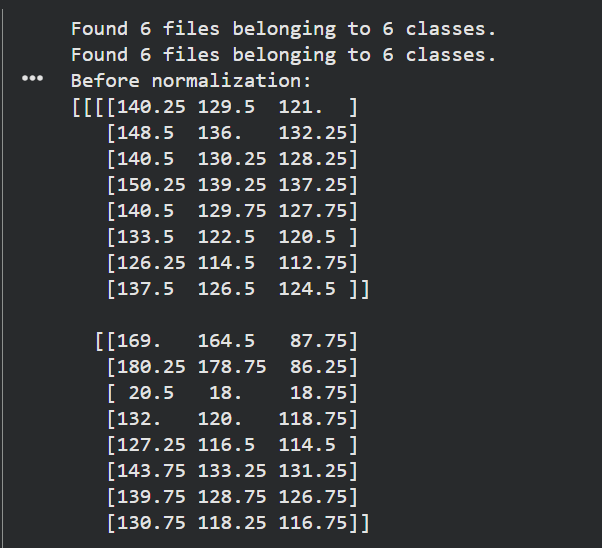 Found 6 files belonging to 6 classes.
Found 6 files belonging to 6 classes.
Before normalization:
[[[[140.25 129.5  121.  ]
   [148.5  136.   132.25]
   [140.5  130.25 128.25]
   [150.25 139.25 137.25]
   [140.5  129.75 127.75]
   [133.5  122.5  120.5 ]
   [126.25 114.5  112.75]
   [137.5  126.5  124.5 ]]

  [[169.   164.5   87.75]
   [180.25 178.75  86.25]
   [ 20.5   18.    18.75]
   [132.   120.   118.75]
   [127.25 116.5  114.5 ]
   [143.75 133.25 131.25]
   [139.75 128.75 126.75]
   [130.75 118.25 116.75]]